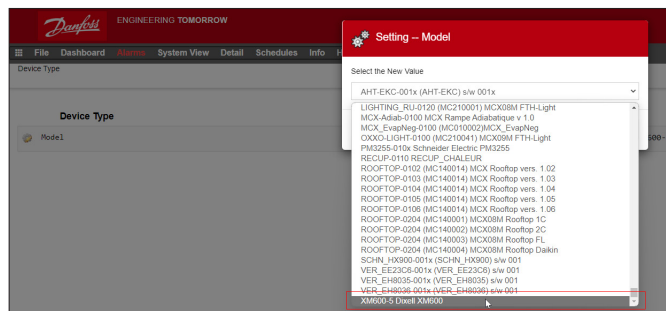 Danfoss
ENGINEERING TOMORROW
File Dashboard Alarms System View Detail Schedules Info
Device Type
Device Type
Model
Setting -- Model
Select the New Value
AHT-EKC-001x (AHT-EKC) s/w 001x
LIGHTING_RU-0120 (MC210001) MCX08M FTH-Light
MCX-Adiab-0100 MCX Rampe Adiabatique v 1.0
MCX_EvapNeg-0100 (MC010002)MCX_EvapNeg
OXXO-LIGHT-0100 (MC210041) MCX09M FTH-Light
PM3255-010x Schneider Electric PM3255
RECUP-0110 RECUP_CHALEUR
ROOFTOP-0102 (MC140014) MCX Rooftop vers. 1.02
ROOFTOP-0103 (MC140014) MCX Rooftop vers. 1.03
ROOFTOP-0104 (MC140014) MCX Rooftop vers. 1.04
ROOFTOP-0105 (MC140014) MCX Rooftop vers. 1.05
ROOFTOP-0106 (MC140014) MCX Rooftop vers. 1.06
ROOFTOP-0204 (MC140001) MCX08M Rooftop 1C
ROOFTOP-0204 (MC140002) MCX08M Rooftop 2C
ROOFTOP-0204 (MC140003) MCX08M Rooftop FL
ROOFTOP-0204 (MC140004) MCX08M Rooftop Daikin
SCHN_HX900-001x (SCHN_HX900) s/w 001
VER_EE23C6-001x (VER_EE23C6) s/w 001
VER_EH8035-001x (VER_EH8035) s/w 001
VER_EH8036-001x (VER_EH8036) s/w 001
XM600-5 Dixell XM600